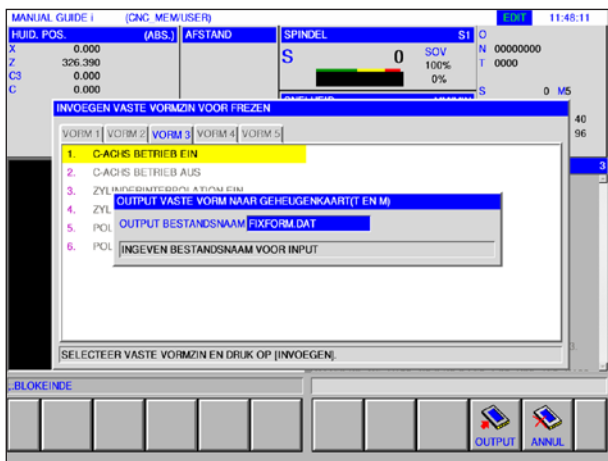 MANUAL GUIDE i (CNC_MEM/USER) EDIT 11:48:11
HUID. POS. (ABS.) AFSTAND SPINDEL S1 O
X 0.000 N 00000000
Z 326.390 S 0 SOV 100% T 0000
C3 0.000 0%
C 0.000 S 0 M5
INVOEGEN VASTE VORMZIN VOOR FREZEN
40
VORM 1 VORM 2 VORM 3 VORM 4 VORM 5
96
1. C-ACHS BETRIEB EIN
3
2. C-ACHS BETRIEB AUS
3. ZYLINDERINTERPOLATION EIN
OUTPUT VASTE VORM NAAR GEHEUGENKAART(T EN M)
4. ZYL
5. POL OUTPUT BESTANDSNAAM FIXFORM.DAT
6. POL INGEVEN BESTANDSNAAM VOOR INPUT
SELECTEER VASTE VORMZIN EN DRUK OP [INVOEGEN].
;:BLOKEINDE
OUTPUT ANNUL